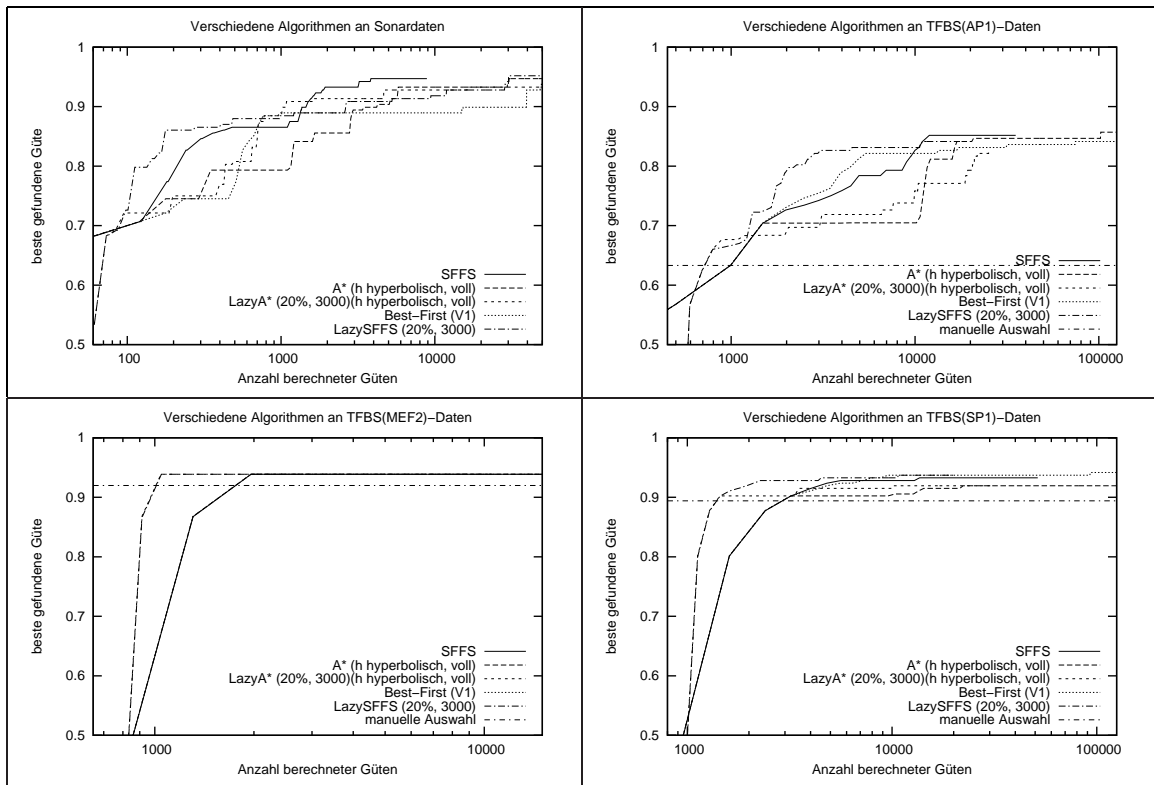 Verschiedene Algorithmen an Sonardaten
1
0.9
0.8
0.7
0.6
0.5
beste gefundene Güte
SFFS
A* (h hyperbolisch, voll)
LazyA* (20%, 3000)(h hyperbolisch, voll)
Best−First (V1)
LazySFFS (20%, 3000)
100
1000
10000
Anzahl berechneter Güten
Verschiedene Algorithmen an TFBS(AP1)−Daten
1
0.9
0.8
0.7
0.6
0.5
beste gefundene Güte
SFFS
A* (h hyperbolisch, voll)
LazyA* (20%, 3000)(h hyperbolisch, voll)
Best−First (V1)
LazySFFS (20%, 3000)
manuelle Auswahl
1000
10000
100000
Anzahl berechneter Güten
Verschiedene Algorithmen an TFBS(MEF2)−Daten
1
0.9
0.8
0.7
0.6
0.5
beste gefundene Güte
SFFS
A* (h hyperbolisch, voll)
LazyA* (20%, 3000)(h hyperbolisch, voll)
Best−First (V1)
LazySFFS (20%, 3000)
manuelle Auswahl
1000
10000
Anzahl berechneter Güten
Verschiedene Algorithmen an TFBS(SP1)−Daten
1
0.9
0.8
0.7
0.6
0.5
beste gefundene Güte
SFFS
A* (h hyperbolisch, voll)
LazyA* (20%, 3000)(h hyperbolisch, voll)
Best−First (V1)
LazySFFS (20%, 3000)
manuelle Auswahl
1000
10000
100000
Anzahl berechneter Güten